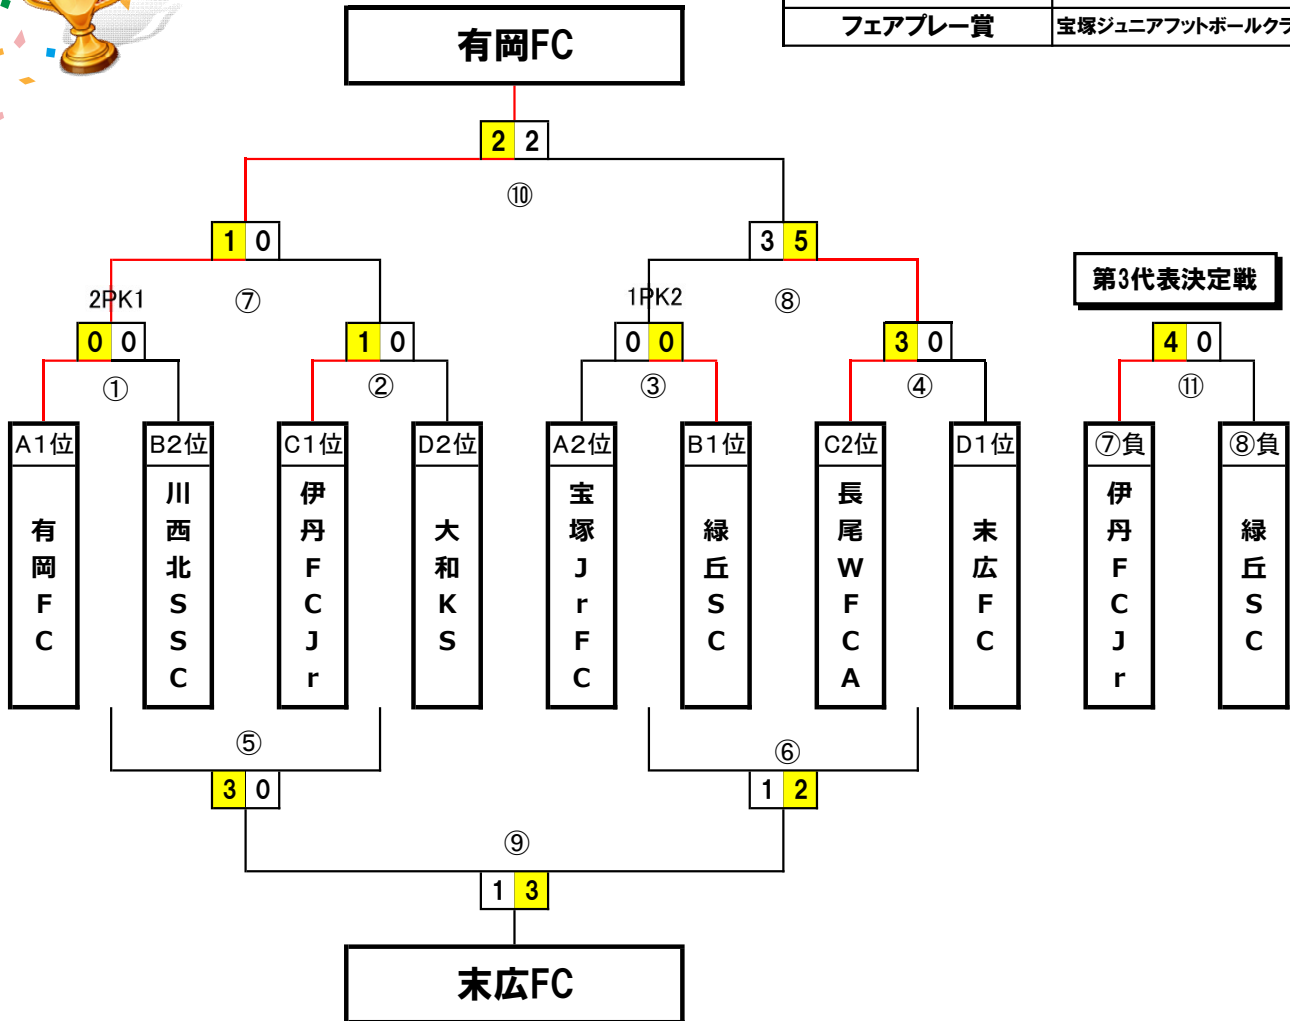 有岡FC
フェアプレー賞
宝塚ジュニアフットボールクラ
2 2
⑩
1 0
3 5
第3代表決定戦
2PK1
⑦
1PK2
⑧
0 0
1 0
0 0
3 0
4 0
①
②
③
④
⑪
A1位
B2位
C1位
D2位
A2位
B1位
C2位
D1位
⑦負
⑧負
有岡FC
川西北SSC
伊丹FCJr
大和KS
宝塚JrFC
緑丘SC
長尾WFCA
末広FC
伊丹FCJr
緑丘SC
⑤
⑥
3 0
1 2
⑨
1 3
末広FC